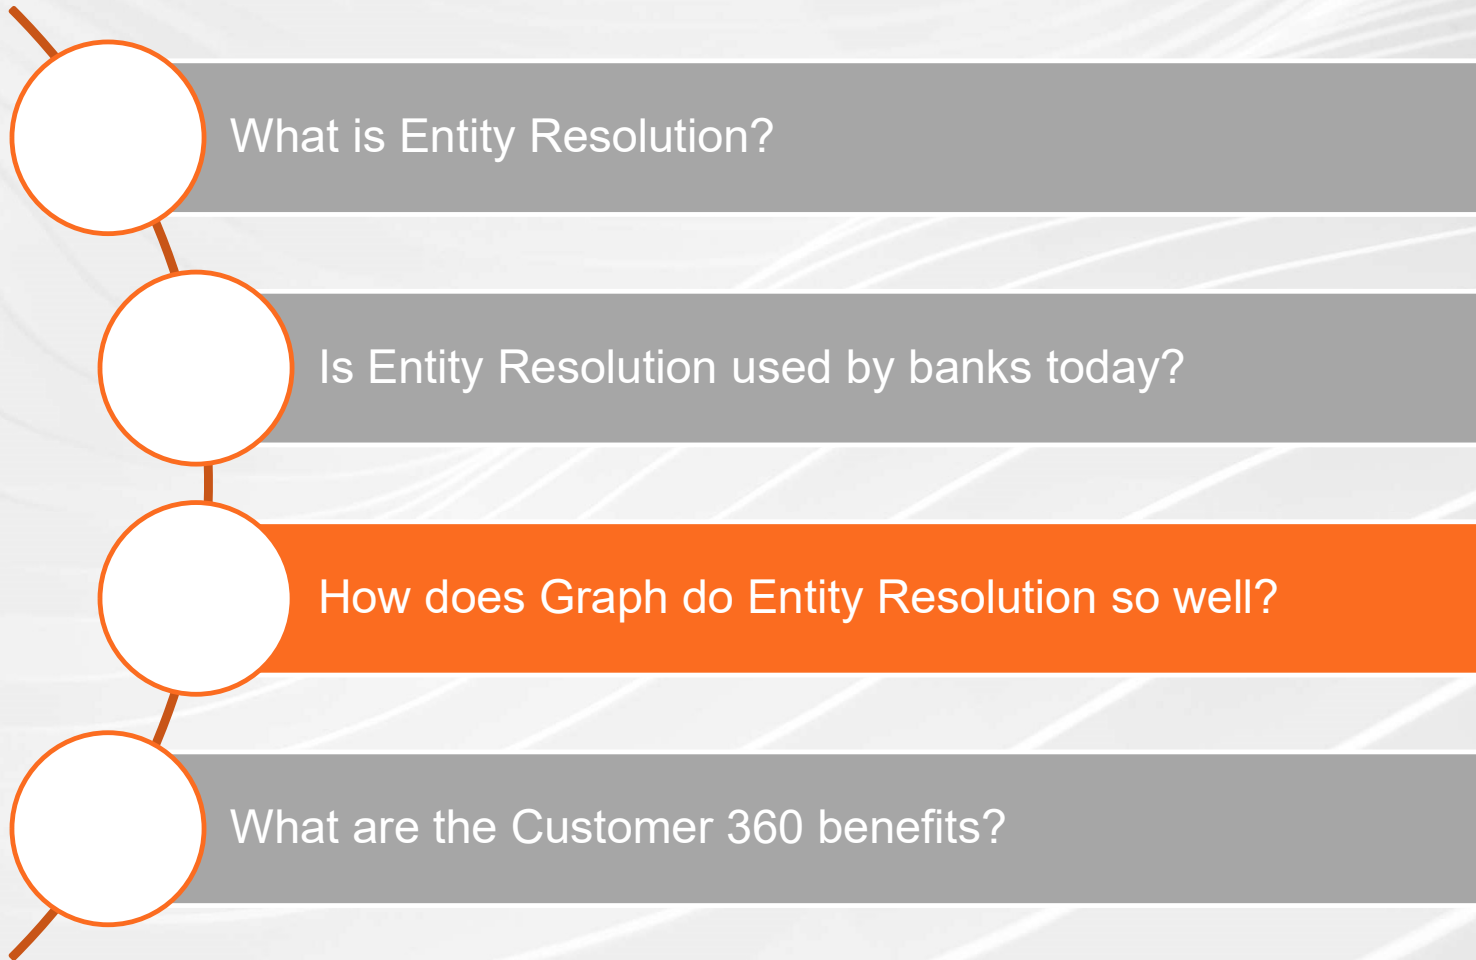 What is Entity Resolution?
Is Entity Resolution used by banks today?
How does Graph do Entity Resolution so well?
What are the Customer 360 benefits?